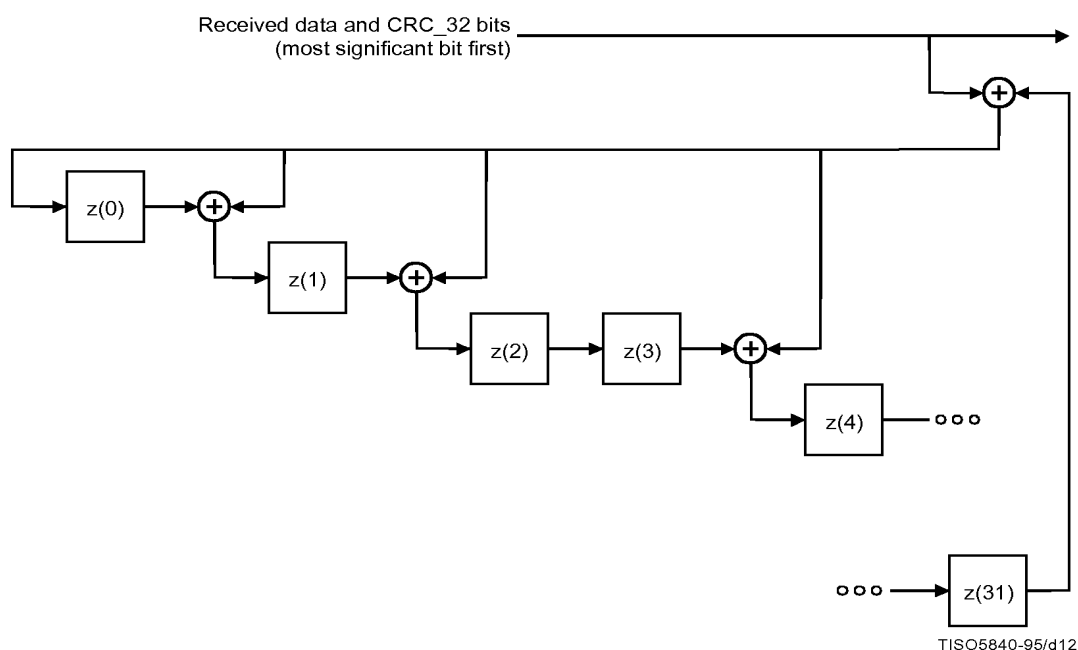 Received data and CRC_32 bits
(most significant bit first)
z(0)
z(1)
z(2)
z(3)
z(4)
z(31)
TISO5840-95/d12